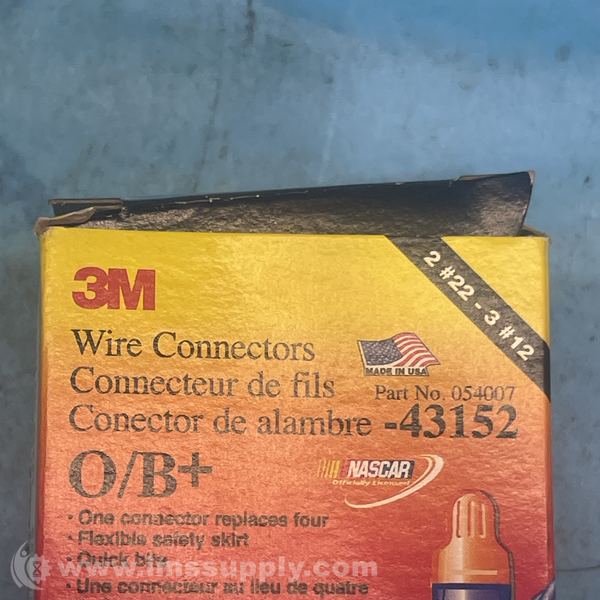 3M
2 #22 - 3 #12
Wire Connectors
MADE IN USA
Connecteur de fils
Part No. 054007
Conector de alambre -43152
O/B+
NASCAR
Officially Licensed
• One connector replaces four
• Flexible safety skirt
• Quick bite
• Une connecteur au lieu de quatre
www.imssupply.com